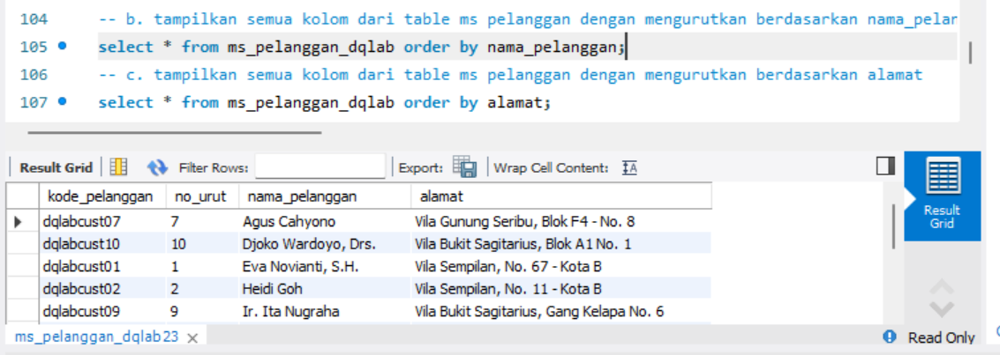 104 -- b. tampilkan semua kolom dari table ms pelanggan dengan mengurutkan berdasarkan nama_pelar
105 select * from ms_pelanggan_dqlab order by nama_pelanggan;
106 -- c. tampilkan semua kolom dari table ms pelanggan dengan mengurutkan berdasarkan alamat
107 select * from ms_pelanggan_dqlab order by alamat;
Result Grid Filter Rows: Export: Wrap Cell Content: IA
kode_pelanggan no_urut nama_pelanggan alamat
dqlabcust07 7 Agus Cahyono Vila Gunung Seribu, Blok F4 - No. 8
dqlabcust10 10 Djoko Wardoyo, Drs. Vila Bukit Sagitarius, Blok A1 No. 1
dqlabcust01 1 Eva Novianti, S.H. Vila Sempilan, No. 67 - Kota B
dqlabcust02 2 Heidi Goh Vila Sempilan, No. 11 - Kota B
dqlabcust09 9 Ir. Ita Nugraha Vila Bukit Sagitarius, Gang Kelapa No. 6
Result
Grid
ms_pelanggan_dqlab23 Read Only